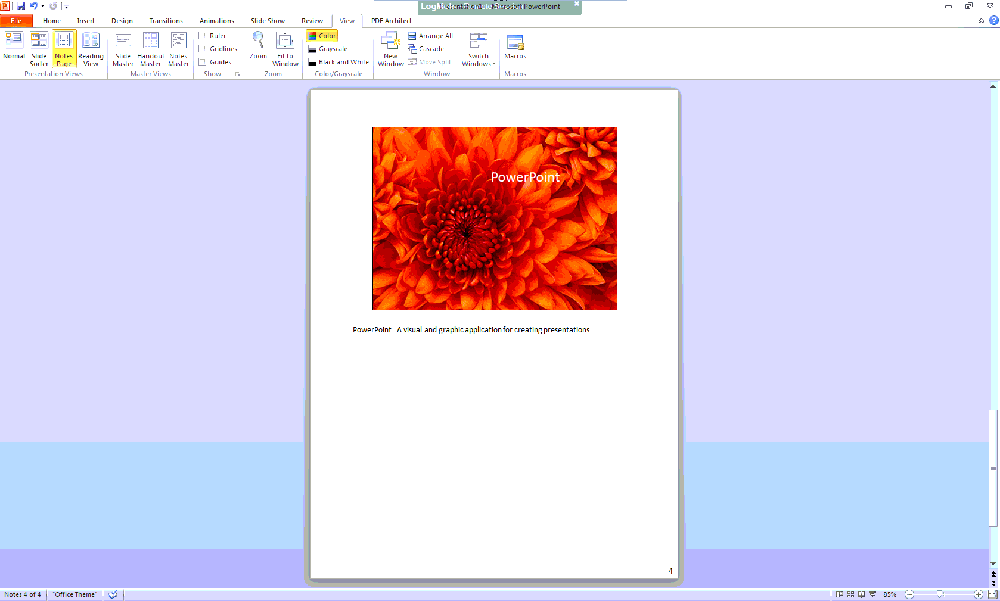 Presentation1 - Microsoft PowerPoint
File Home Insert Design Transitions Animations Slide Show Review View PDF Architect
Normal
Slide Sorter
Notes Page
Reading View
Presentation Views
Slide Master
Handout Master
Notes Master
Master Views
Ruler
Gridlines
Guides
Show
Zoom
Fit to Window
Zoom
Color
Grayscale
Black and White
Color/Grayscale
New Window
Arrange All
Cascade
Move Split
Switch Windows
Window
Macros
Macros
PowerPoint
PowerPoint= A visual and graphic application for creating presentations
4
Notes 4 of 4 "Office Theme" 85%